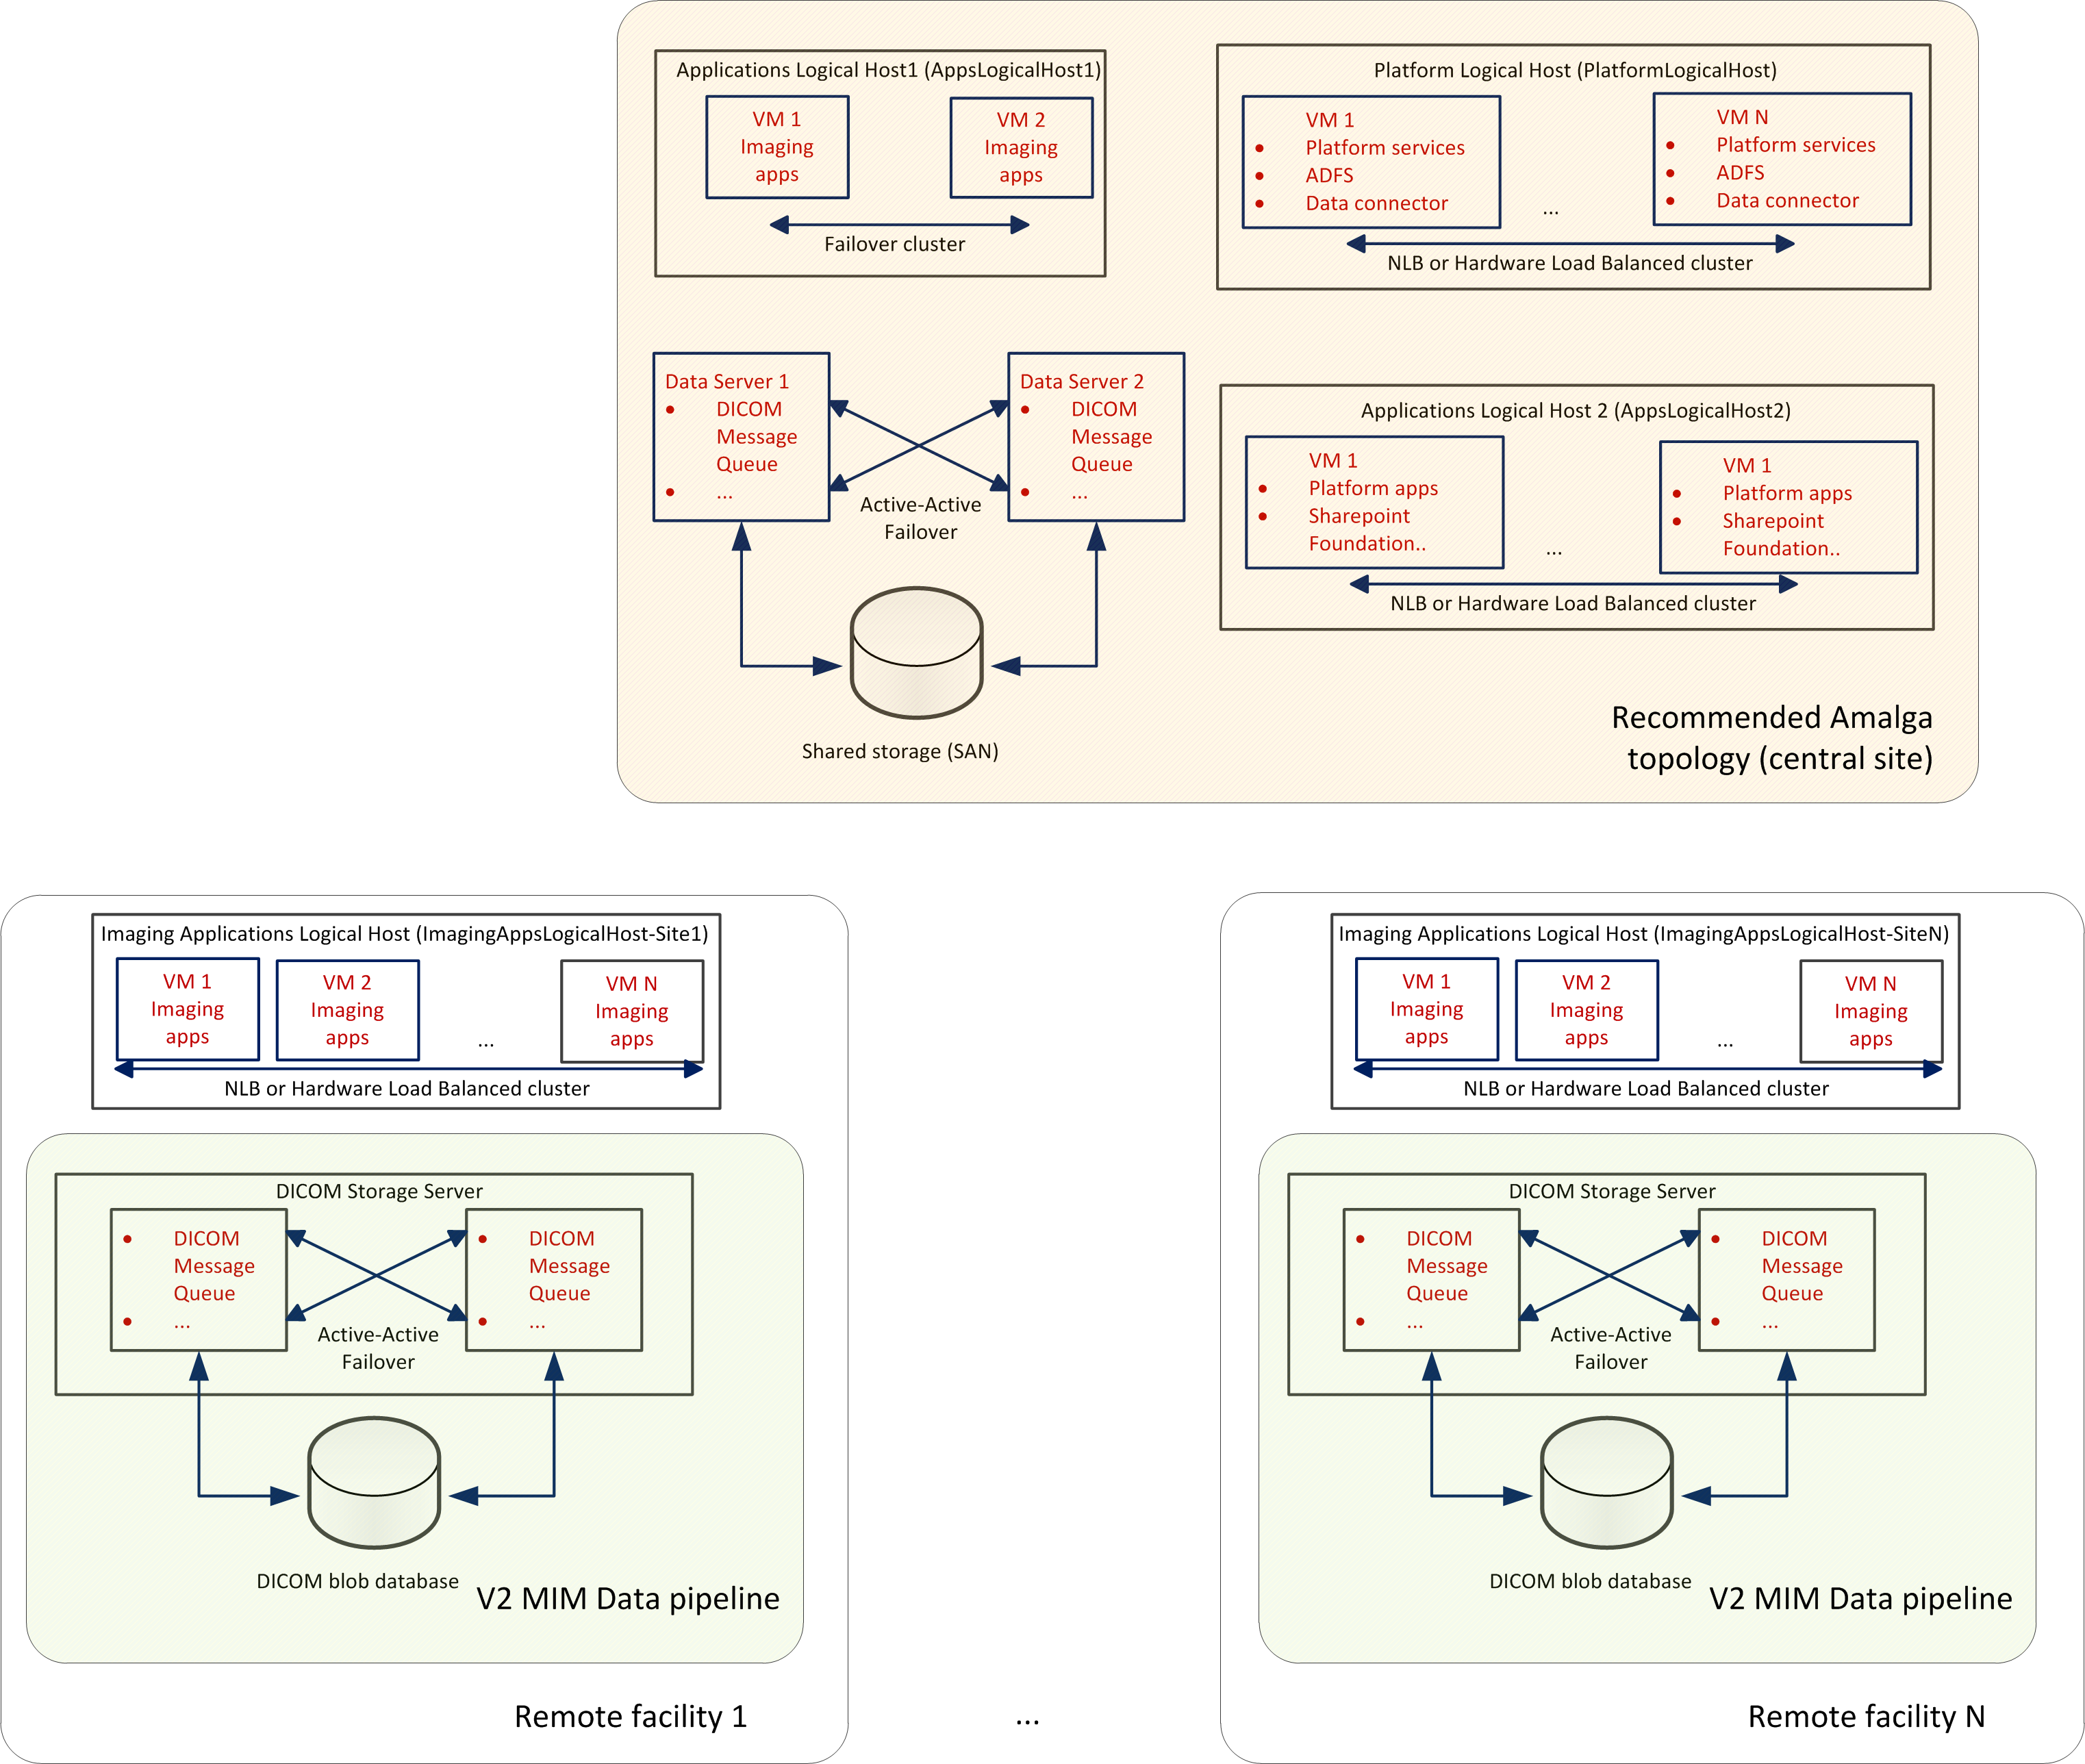 Applications Logical Host1 (AppsLogicalHost1)
VM 1
Imaging
apps
VM 2
Imaging
apps
Failover cluster
Platform Logical Host (PlatformLogicalHost)
VM 1
• Platform services
• ADFS
• Data connector
...
VM N
• Platform services
• ADFS
• Data connector
NLB or Hardware Load Balanced cluster
Data Server 1
• DICOM
Message
Queue
• ...
Data Server 2
• DICOM
Message
Queue
• ...
Active-Active
Failover
Shared storage (SAN)
Applications Logical Host 2 (AppsLogicalHost2)
VM 1
• Platform apps
• Sharepoint
Foundation..
...
VM 1
• Platform apps
• Sharepoint
Foundation..
NLB or Hardware Load Balanced cluster
Recommended Amalga
topology (central site)
Imaging Applications Logical Host (ImagingAppsLogicalHost-Site1)
VM 1
Imaging
apps
VM 2
Imaging
apps
...
VM N
Imaging
apps
NLB or Hardware Load Balanced cluster
DICOM Storage Server
• DICOM
Message
Queue
• ...
• DICOM
Message
Queue
• ...
Active-Active
Failover
DICOM blob database
V2 MIM Data pipeline
Remote facility 1
...
Imaging Applications Logical Host (ImagingAppsLogicalHost-SiteN)
VM 1
Imaging
apps
VM 2
Imaging
apps
...
VM N
Imaging
apps
NLB or Hardware Load Balanced cluster
DICOM Storage Server
• DICOM
Message
Queue
• ...
• DICOM
Message
Queue
• ...
Active-Active
Failover
DICOM blob database
V2 MIM Data pipeline
Remote facility N